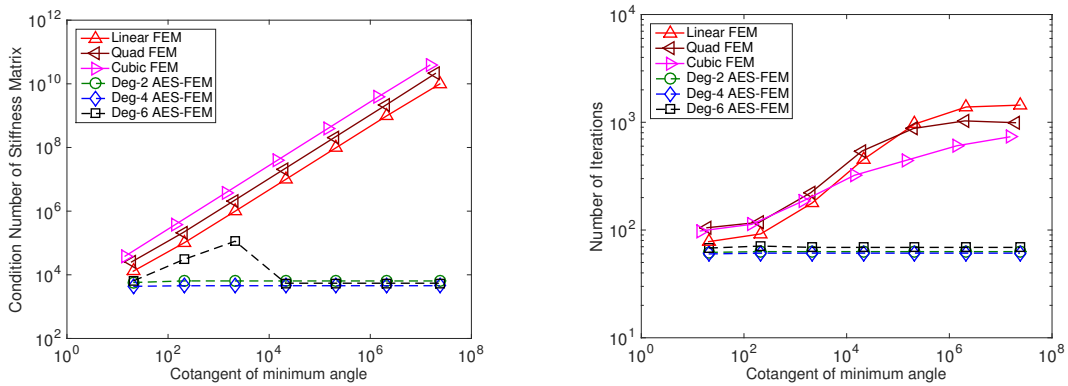 Condition Number of Stiffness Matrix
10^12
10^10
10^8
10^6
10^4
10^2
Linear FEM
Quad FEM
Cubic FEM
Deg-2 AES-FEM
Deg-4 AES-FEM
Deg-6 AES-FEM
10^0
10^2
10^4
10^6
10^8
Cotangent of minimum angle
Number of Iterations
10^4
10^3
10^2
10^1
Linear FEM
Quad FEM
Cubic FEM
Deg-2 AES-FEM
Deg-4 AES-FEM
Deg-6 AES-FEM
10^0
10^2
10^4
10^6
10^8
Cotangent of minimum angle